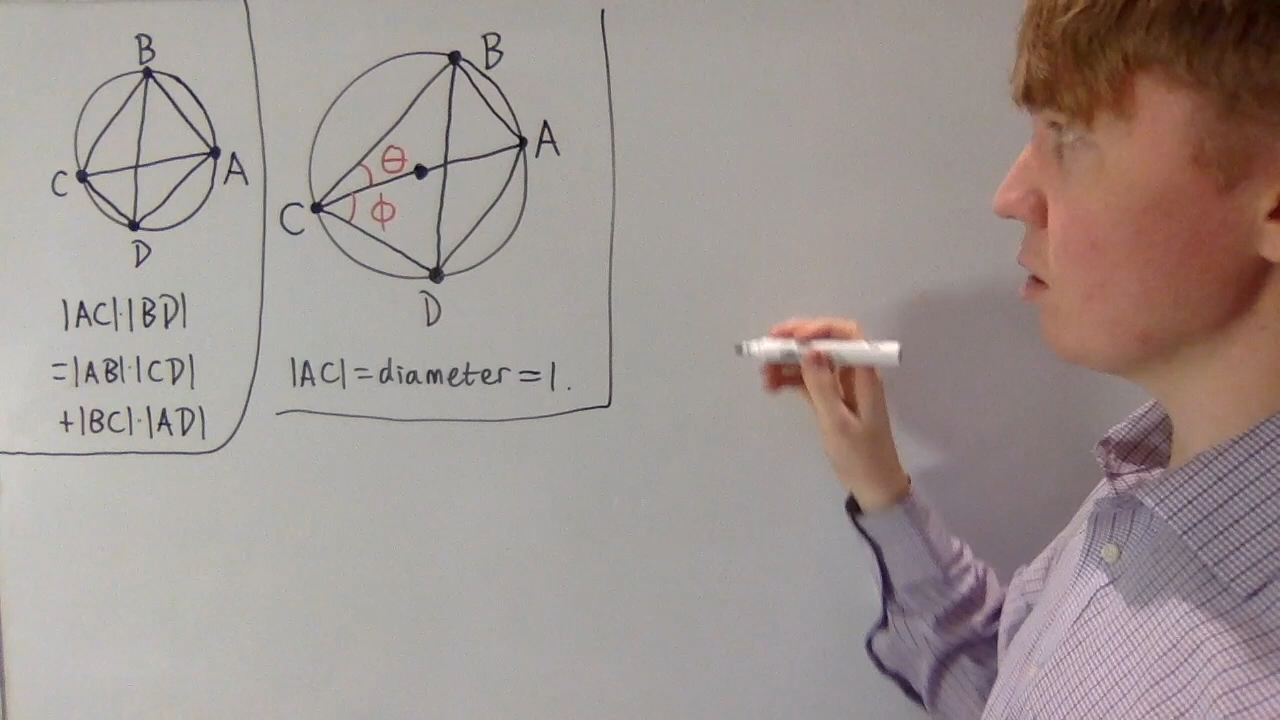 B
C
A
D
|AC|·|BD|
=|AB|·|CD|
+|BC|·|AD|
B
A
θ
ϕ
C
D
|AC|=diameter=1.